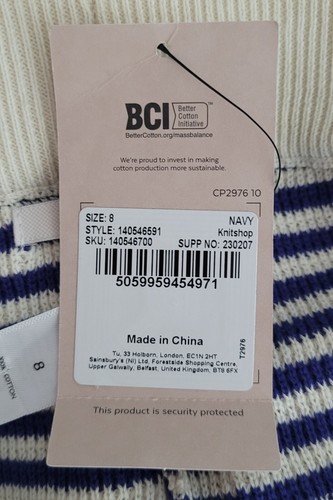 BCI Better Cotton Initiative™
BetterCotton.org/massbalance
We're proud to invest in making
cotton production more sustainable.
CP2976 10
SIZE: 8 NAVY
STYLE: 140546591 Knitshop
SKU: 140546700 SUPP NO: 230207
5059959454971
Made in China
Tu, 33 Holborn, London, EC1N 2HT
Sainsbury's (NI) Ltd, Forestside Shopping Centre,
Upper Galwally, Belfast, United Kingdom, BT8 6FX
T2976
This product is security protected
8
100% COTTON